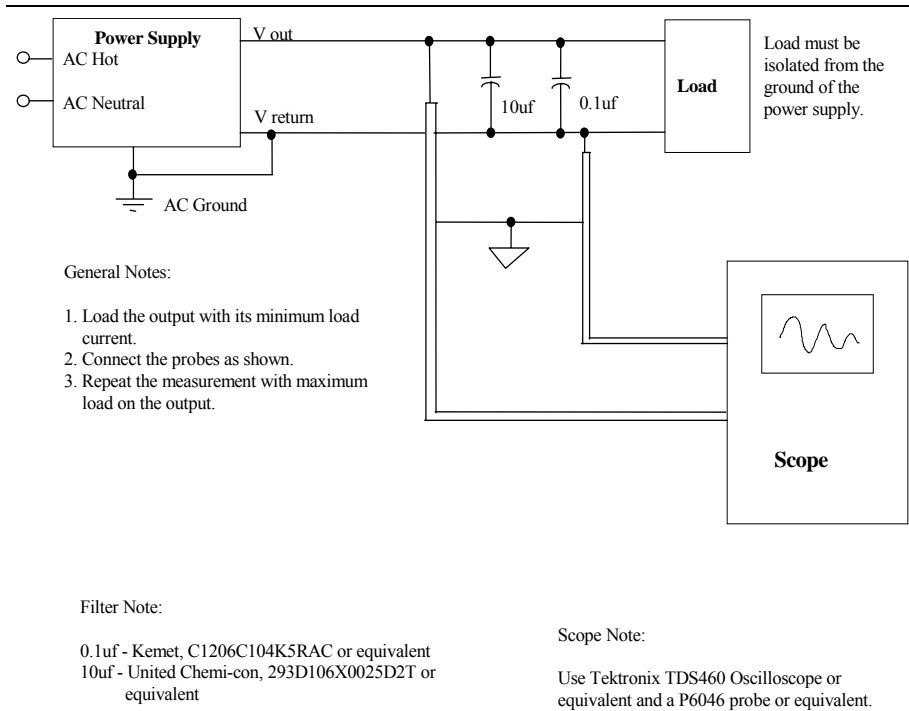 Power Supply
V out
AC Hot
AC Neutral
V return
AC Ground
10uf
0.1uf
Load
Load must be
isolated from the
ground of the
power supply.
General Notes:
1. Load the output with its minimum load
current.
2. Connect the probes as shown.
3. Repeat the measurement with maximum
load on the output.
Scope
Filter Note:
0.1uf - Kemet, C1206C104K5RAC or equivalent
10uf - United Chemi-con, 293D106X0025D2T or
equivalent
Scope Note:
Use Tektronix TDS460 Oscilloscope or
equivalent and a P6046 probe or equivalent.